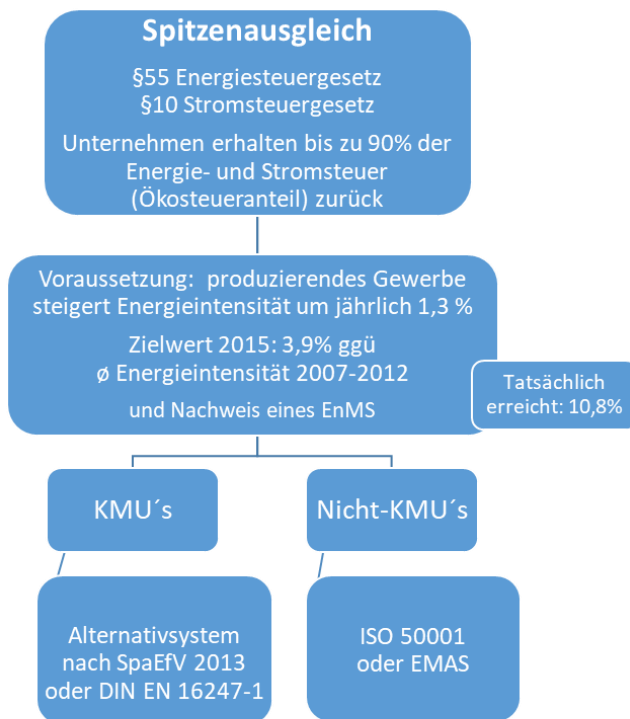 Spitzenausgleich
§55 Energiesteuergesetz
§10 Stromsteuergesetz
Unternehmen erhalten bis zu 90% der
Energie- und Stromsteuer
(Ökosteueranteil) zurück
Voraussetzung: produzierendes Gewerbe
steigert Energieintensität um jährlich 1,3 %
Zielwert 2015: 3,9% ggü
ø Energieintensität 2007-2012
und Nachweis eines EnMS
Tatsächlich
erreicht: 10,8%
KMU´s
Nicht-KMU´s
Alternativsystem
nach SpaEfV 2013
oder DIN EN 16247-1
ISO 50001
oder EMAS